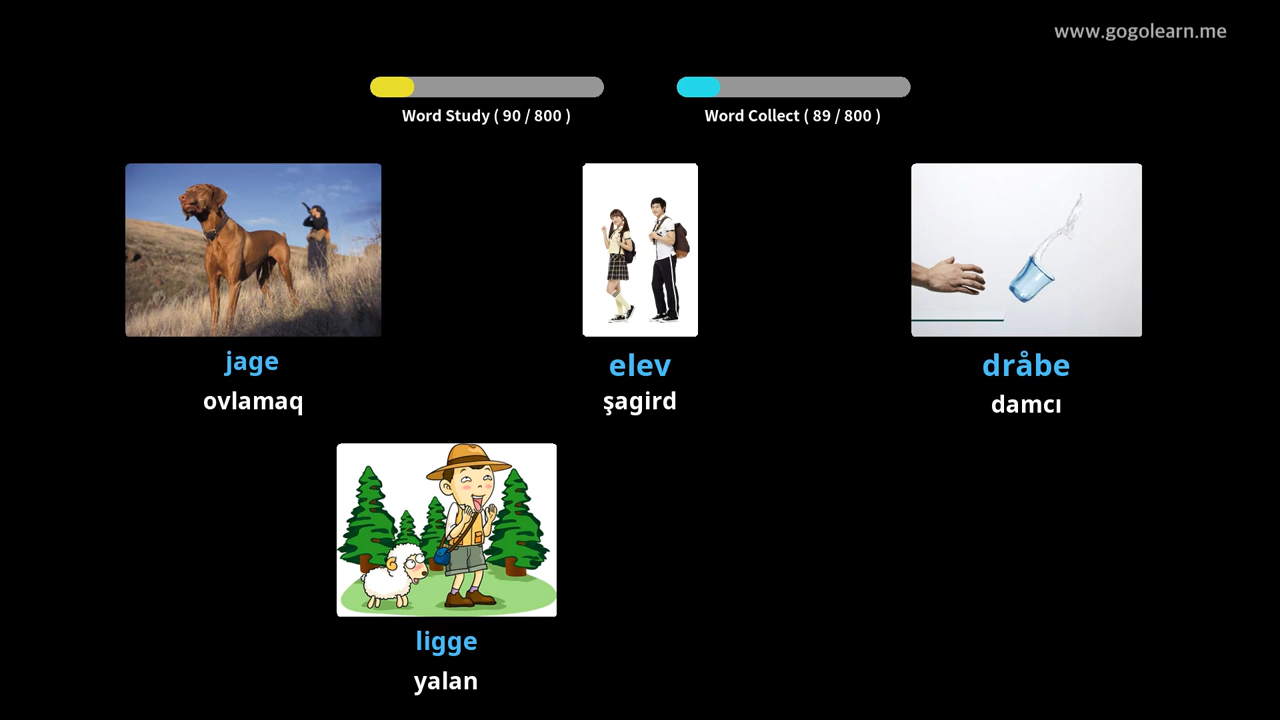 www.gogolearn.me
Word Study ( 90 / 800 )
Word Collect ( 89 / 800 )
jage
ovlamaq
elev
şagird
dråbe
damcı
ligge
yalan